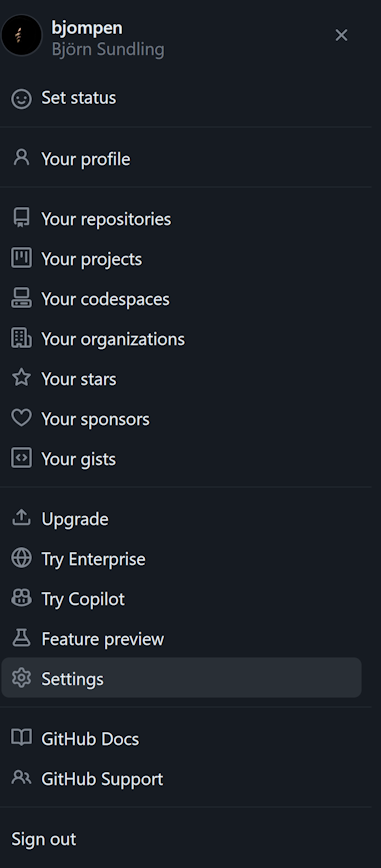 bjompen
Björn Sundling
Set status
Your profile
Your repositories
Your projects
Your codespaces
Your organizations
Your stars
Your sponsors
Your gists
Upgrade
Try Enterprise
Try Copilot
Feature preview
Settings
GitHub Docs
GitHub Support
Sign out